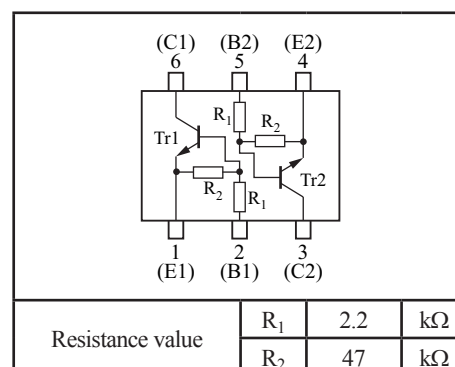 (C1) (B2) (E2)
6 5 4
R1
R2
Tr1
Tr2
R2
R1
1 2 3
(E1) (B1) (C2)
Resistance value
R1 2.2 kΩ
R2 47 kΩ